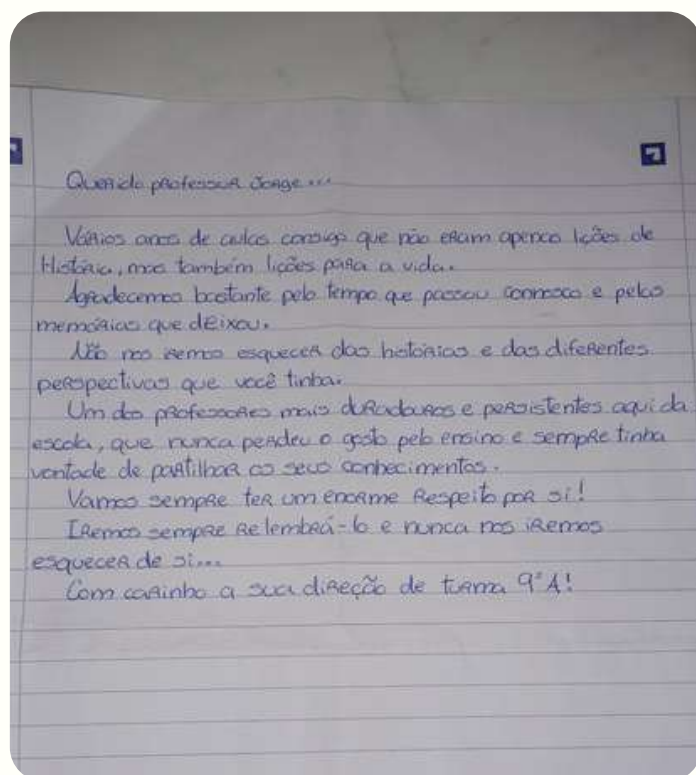 Querido professor Jorge...
Vários anos de aulas consigo que não eram apenas lições de
História, mas também lições para a vida.
Agradecemos bastante pelo tempo que passou connosco e pelas
memórias que deixou.
Não nos iremos esquecer das histórias e das diferentes
perspectivas que você tinha.
Um dos professores mais duradouros e persistentes aqui da
escola, que nunca perdeu o gosto pelo ensino e sempre tinha
vontade de partilhar os seus conhecimentos.
Vamos sempre ter um enorme respeito por si!
Iremos sempre relembrá-lo e nunca nos iremos
esquecer de si...
Com carinho a sua direção de turma 9°A!